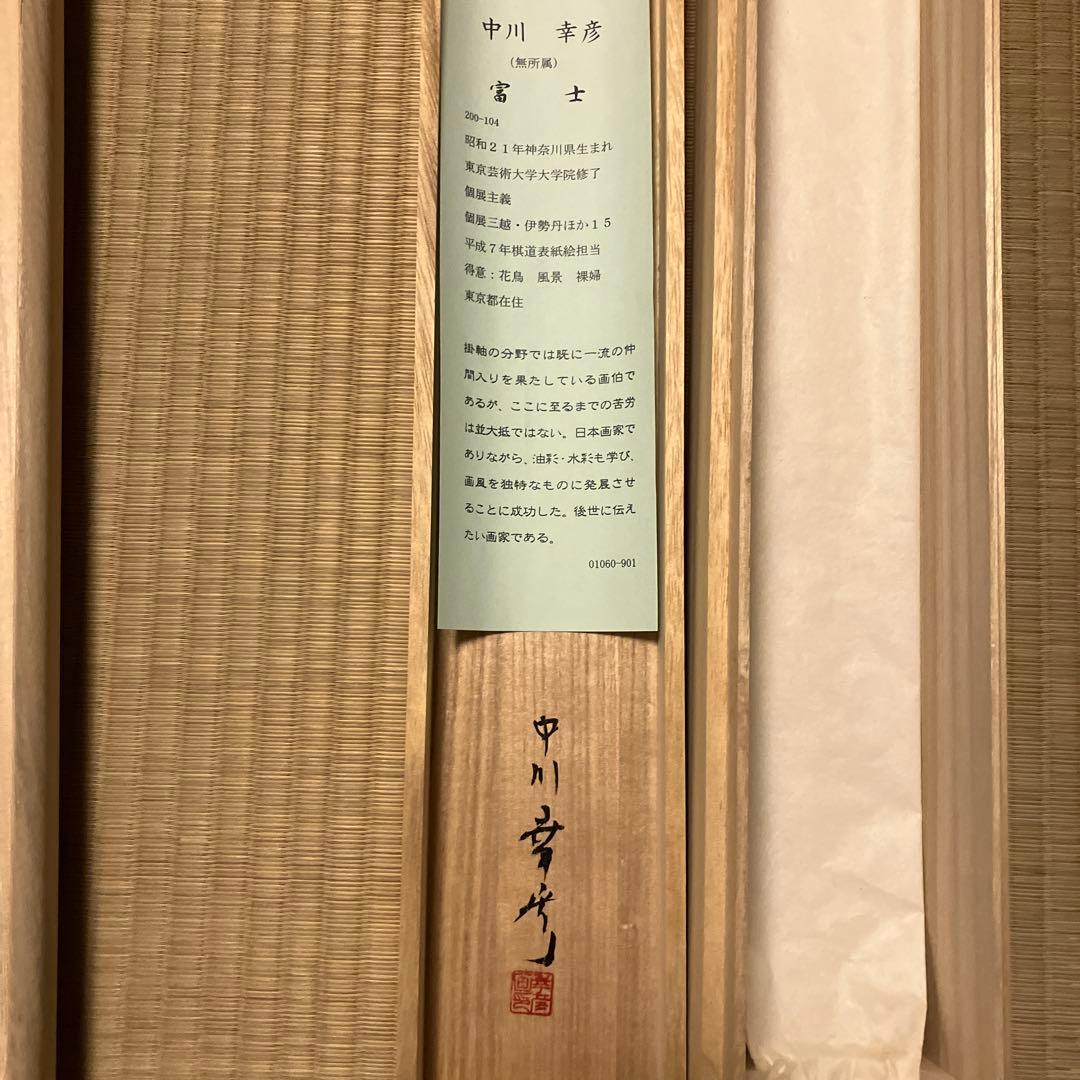 中川　幸彦
（無所属）
富　　士
200-104
昭和２１年神奈川県生まれ
東京芸術大学大学院修了
個展主義
個展三越・伊勢丹ほか１５
平成７年棋道表紙絵担当
得意：花鳥　風景　裸婦
東京都在住
掛軸の分野では既に一流の仲
間入りを果たしている画伯で
あるが、ここに至るまでの苦労
は並大抵ではない。日本画家で
ありながら、油彩・水彩も学び、
画風を独特なものに発展させ
ることに成功した。後世に伝え
たい画家である。
01060-901
中川幸彦